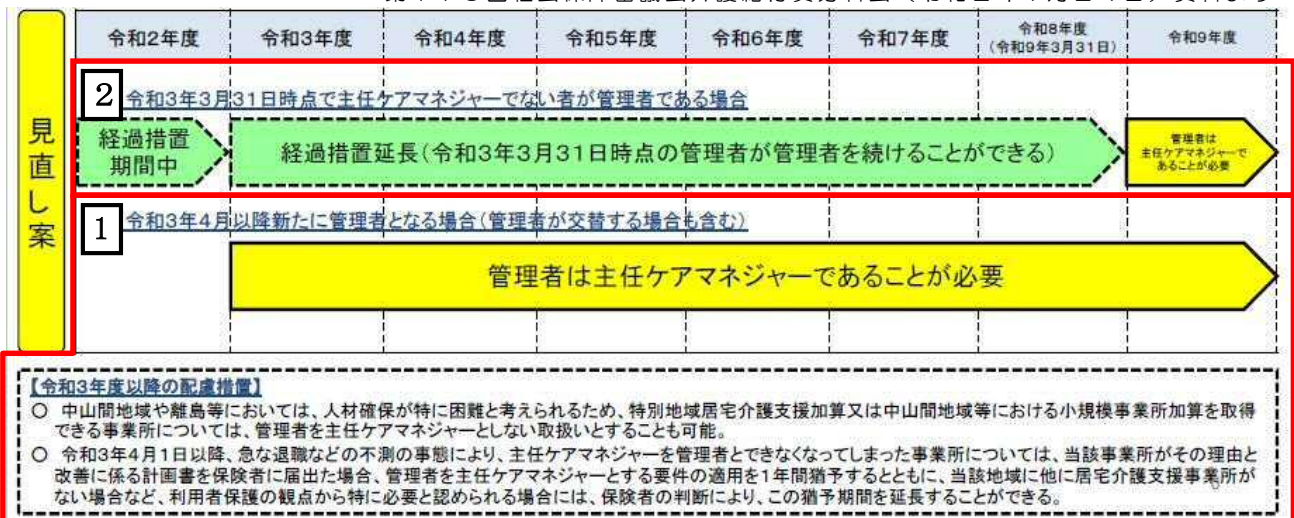 令和2年度 令和3年度 令和4年度 令和5年度 令和6年度 令和7年度 令和8年度 令和9年度
(令和9年3月31日)
見直し案
2 令和3年3月31日時点で主任ケアマネジャーでない者が管理者である場合
経過措置
期間中
経過措置延長(令和3年3月31日時点の管理者が管理者を続けることができる)
管理者は
主任ケアマネジャーで
あることが必要
1 令和3年4月以降新たに管理者となる場合(管理者が交替する場合も含む)
管理者は主任ケアマネジャーであることが必要
【令和3年度以降の配慮措置】
○ 中山間地域や離島等においては、人材確保が特に困難と考えられるため、特別地域居宅介護支援加算又は中山間地域等における小規模事業所加算を取得
できる事業所については、管理者を主任ケアマネジャーとしない取扱いとすることも可能。
○ 令和3年4月1日以降、急な退職などの不測の事態により、主任ケアマネジャーを管理者とできなくなってしまった事業所については、当該事業所がその理由と
改善に係る計画書を保険者に届出た場合、管理者を主任ケアマネジャーとする要件の適用を1年間猶予するとともに、当該地域に他に居宅介護支援事業所が
ない場合など、利用者保護の観点から特に必要と認められる場合には、保険者の判断により、この猶予期間を延長することができる。